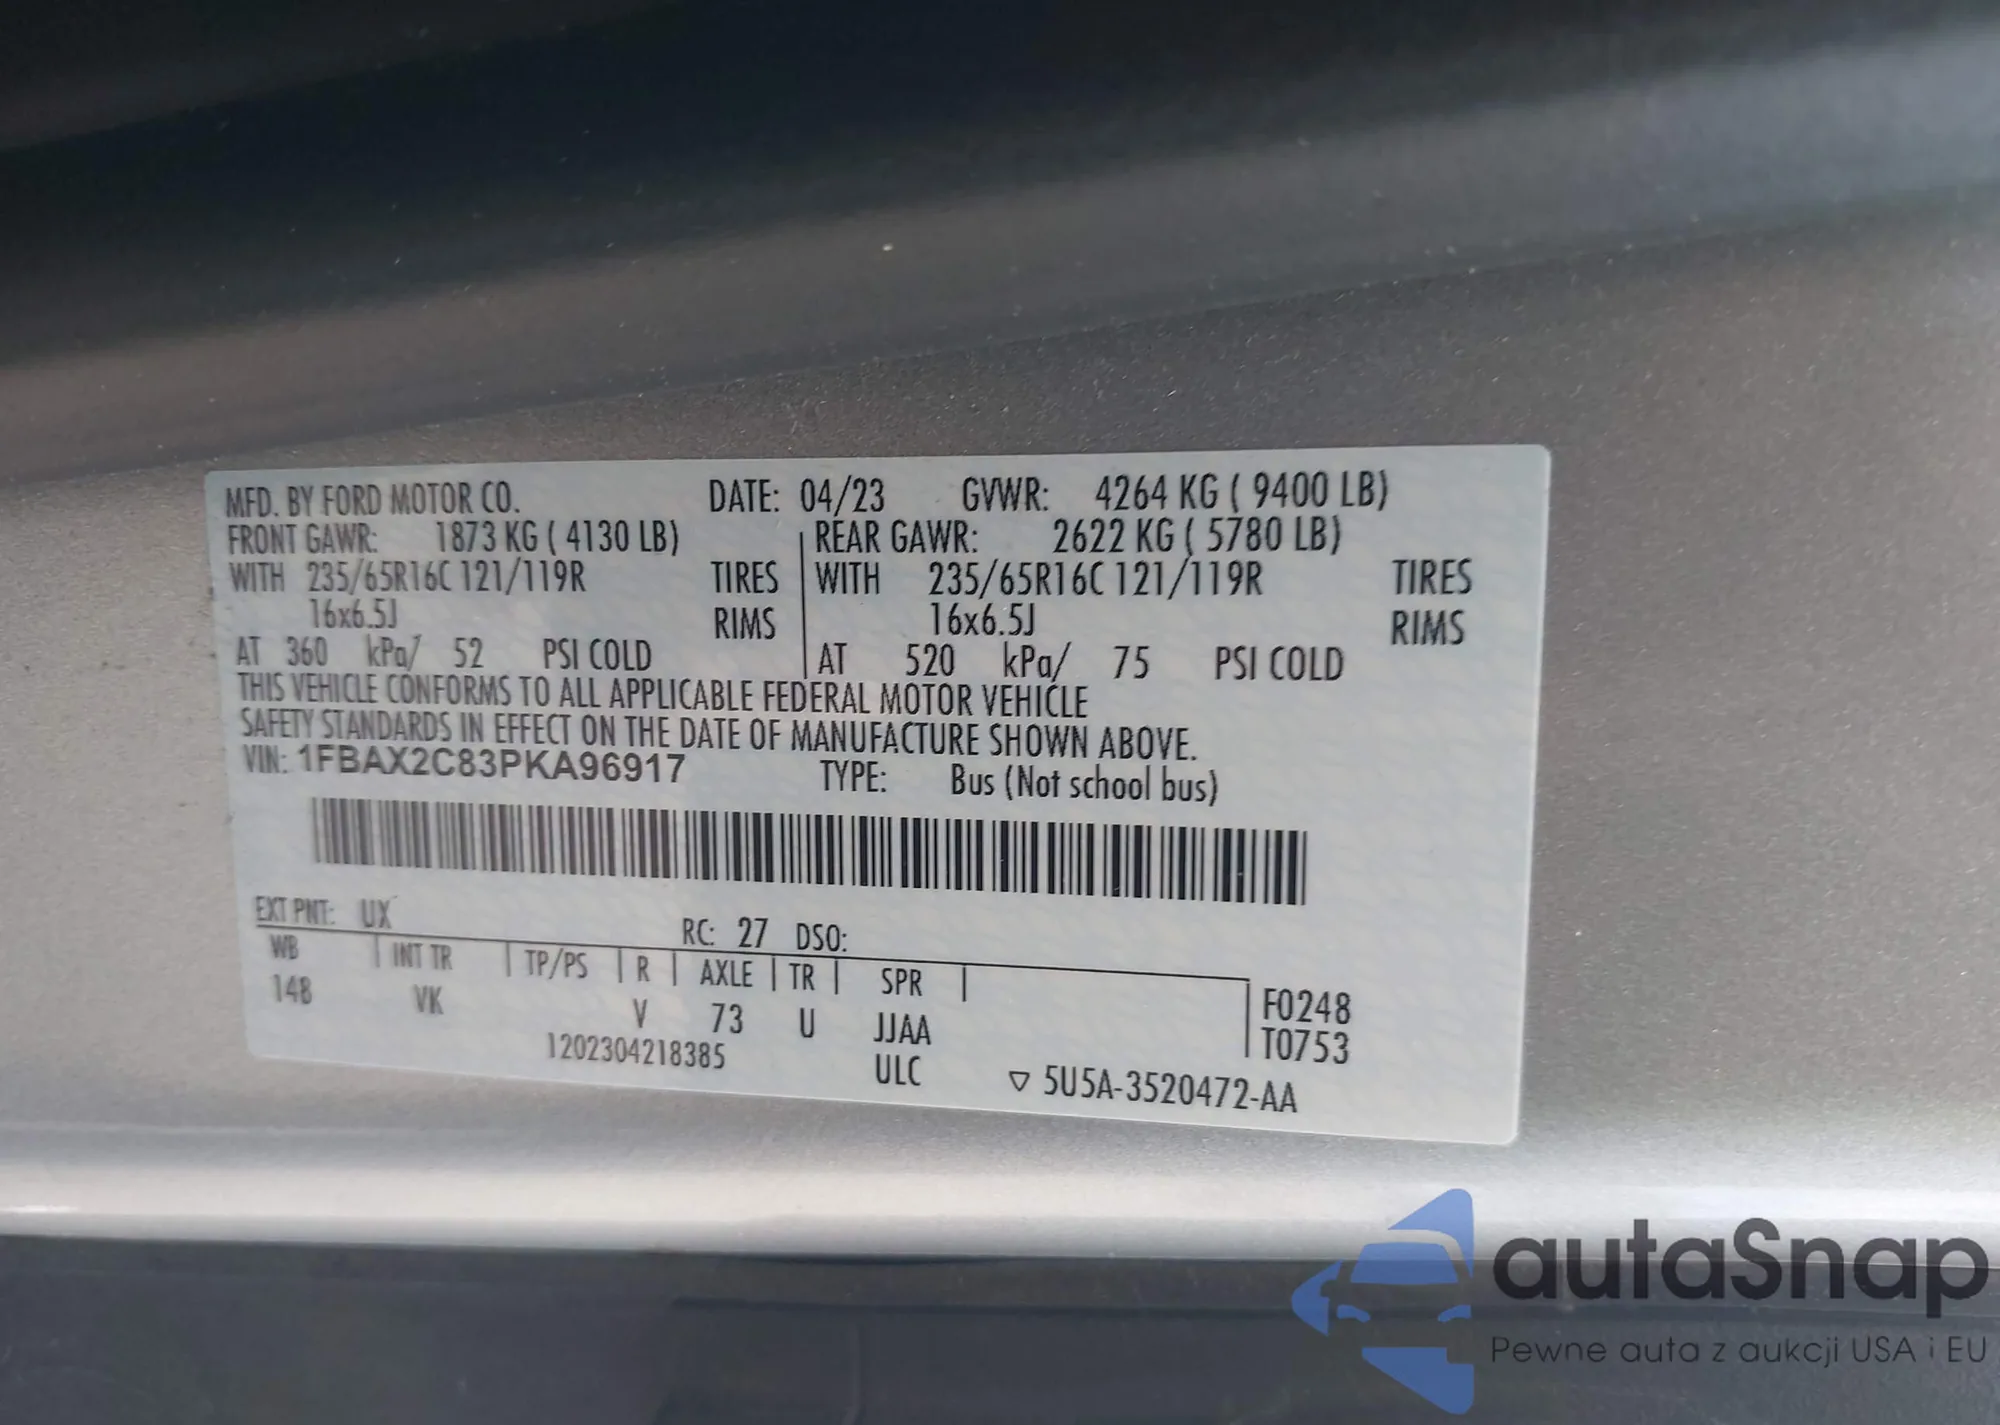 MFD. BY FORD MOTOR CO. DATE: 04/23 GVWR: 4264 KG ( 9400 LB)
FRONT GAWR: 1873 KG ( 4130 LB) REAR GAWR: 2622 KG ( 5780 LB)
WITH 235/65R16C 121/119R TIRES WITH 235/65R16C 121/119R TIRES
16x6.5J RIMS 16x6.5J RIMS
AT 360 kPa/ 52 PSI COLD AT 520 kPa/ 75 PSI COLD
THIS VEHICLE CONFORMS TO ALL APPLICABLE FEDERAL MOTOR VEHICLE
SAFETY STANDARDS IN EFFECT ON THE DATE OF MANUFACTURE SHOWN ABOVE.
VIN: 1FBAX2C83PKA96917 TYPE: Bus (Not school bus)
EXT PNT: UX RC: 27 DSO:
WB INT TR TP/PS R AXLE TR SPR F0248
148 VK V 73 U JJAA T0753
1202304218385 ULC ▽ 5U5A-3520472-AA
autaSnap
Pewne auta z aukcji USA i EU